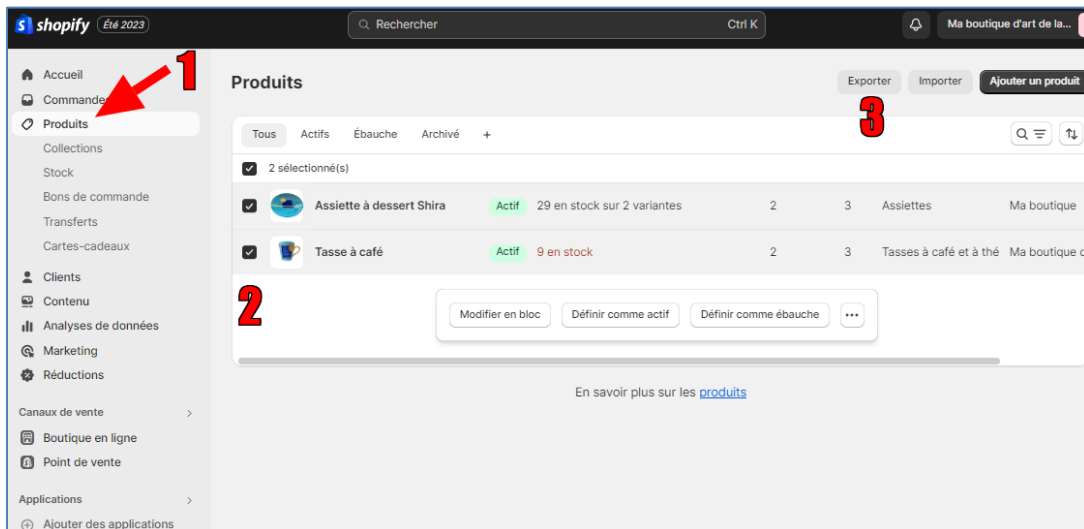 shopify Été 2023 Rechercher Ctrl K Ma boutique d'art de la...
1
Accueil
Commandes
Produits
Collections
Stock
Bons de commande
Transferts
Cartes-cadeaux
Clients
Contenu
Analyses de données
Marketing
Réductions
Canaux de vente
Boutique en ligne
Point de vente
Applications
Ajouter des applications
Produits Exporter Importer Ajouter un produit
3
Tous Actifs Ébauche Archivé +
2 sélectionné(s)
Assiette à dessert Shira Actif 29 en stock sur 2 variantes 2 3 Assiettes Ma boutique
Tasse à café Actif 9 en stock 2 3 Tasses à café et à thé Ma boutique
2
Modifier en bloc Définir comme actif Définir comme ébauche ...
En savoir plus sur les produits